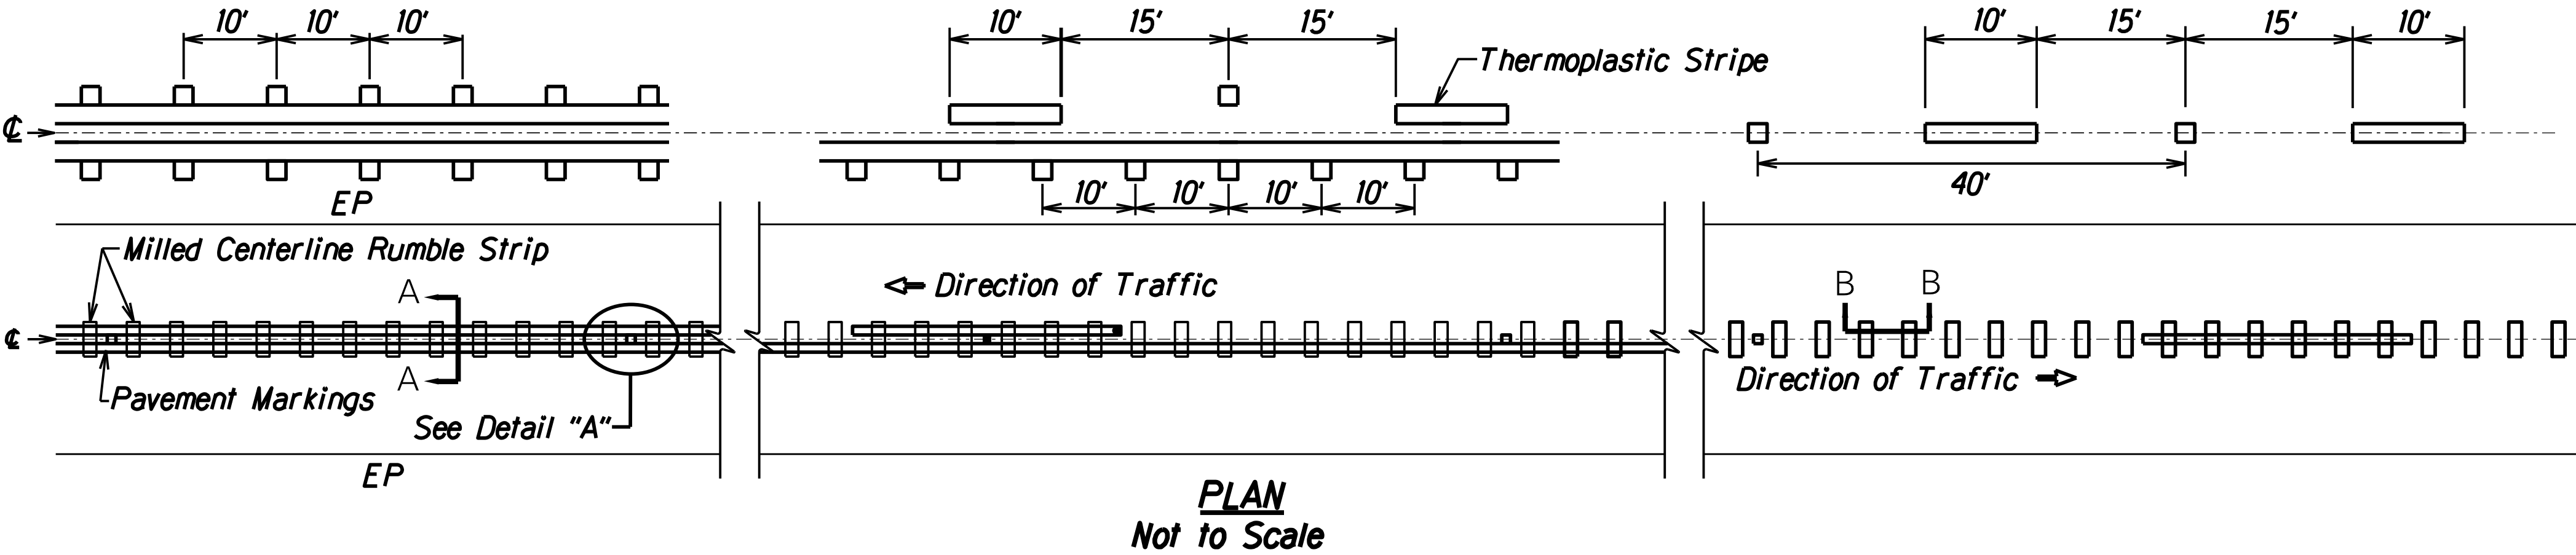 10' 10' 10' 10' 15' 15' 10' 15' 15' 10'
Thermoplastic Stripe
℄
10' 10' 10' 10' 40'
EP
Milled Centerline Rumble Strip
A Direction of Traffic B B
℄
A Direction of Traffic
Pavement Markings
See Detail "A"
EP
PLAN
Not to Scale